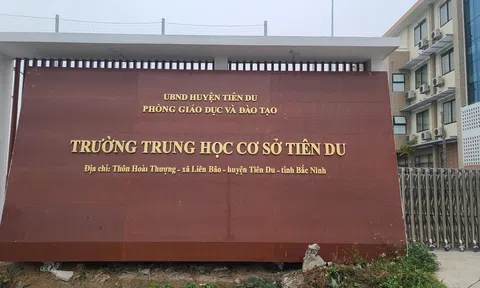 UBND HUYỆN TIÊN DU
PHÒNG GIÁO DỤC VÀ ĐÀO TẠO
TRƯỜNG TRUNG HỌC CƠ SỞ TIÊN DU
Địa chỉ: Thôn Hoài Thượng - xã Liên Bão - huyện Tiên Du - tỉnh Bắc Ninh